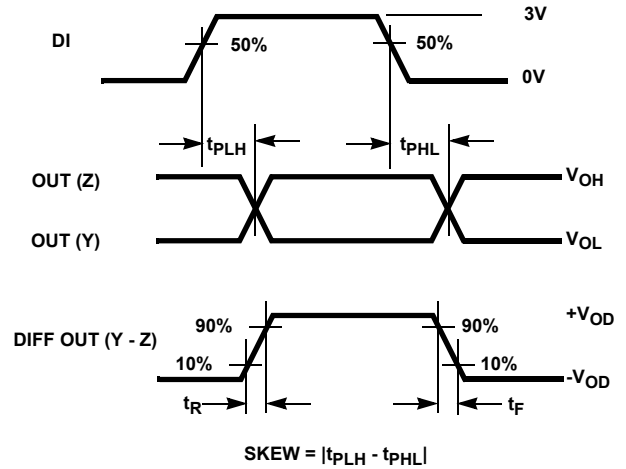 3V
DI
50%
50%
0V
tPLH
tPHL
OUT (Z)
VOH
OUT (Y)
VOL
+VOD
90%
90%
DIFF OUT (Y - Z)
10%
10%
-VOD
tR
tF
SKEW = |tPLH - tPHL|